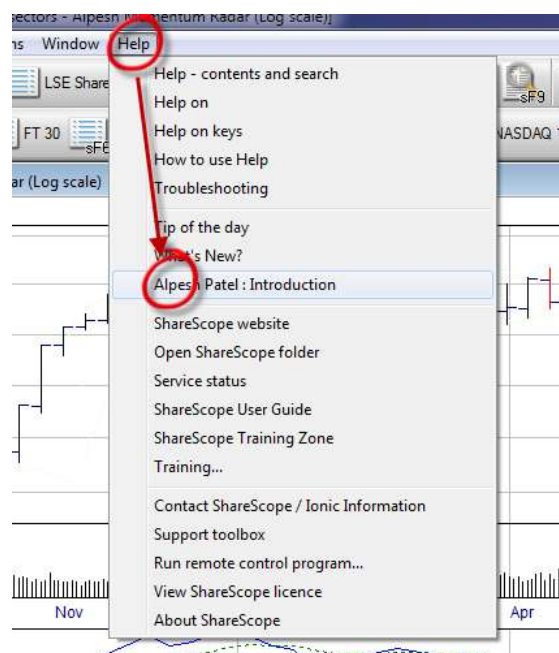 sectors - Alpesh Momentum Radar (Log scale)]
ns Window Help
LSE Share
sF9
FT 30
sF6
NASDAQ
ar (Log scale)
Help - contents and search
Help on
Help on keys
How to use Help
Troubleshooting
Tip of the day
What's New?
Alpesh Patel : Introduction
ShareScope website
Open ShareScope folder
Service status
ShareScope User Guide
ShareScope Training Zone
Training...
Contact ShareScope / Ionic Information
Support toolbox
Run remote control program...
View ShareScope licence
About ShareScope
Nov
Apr